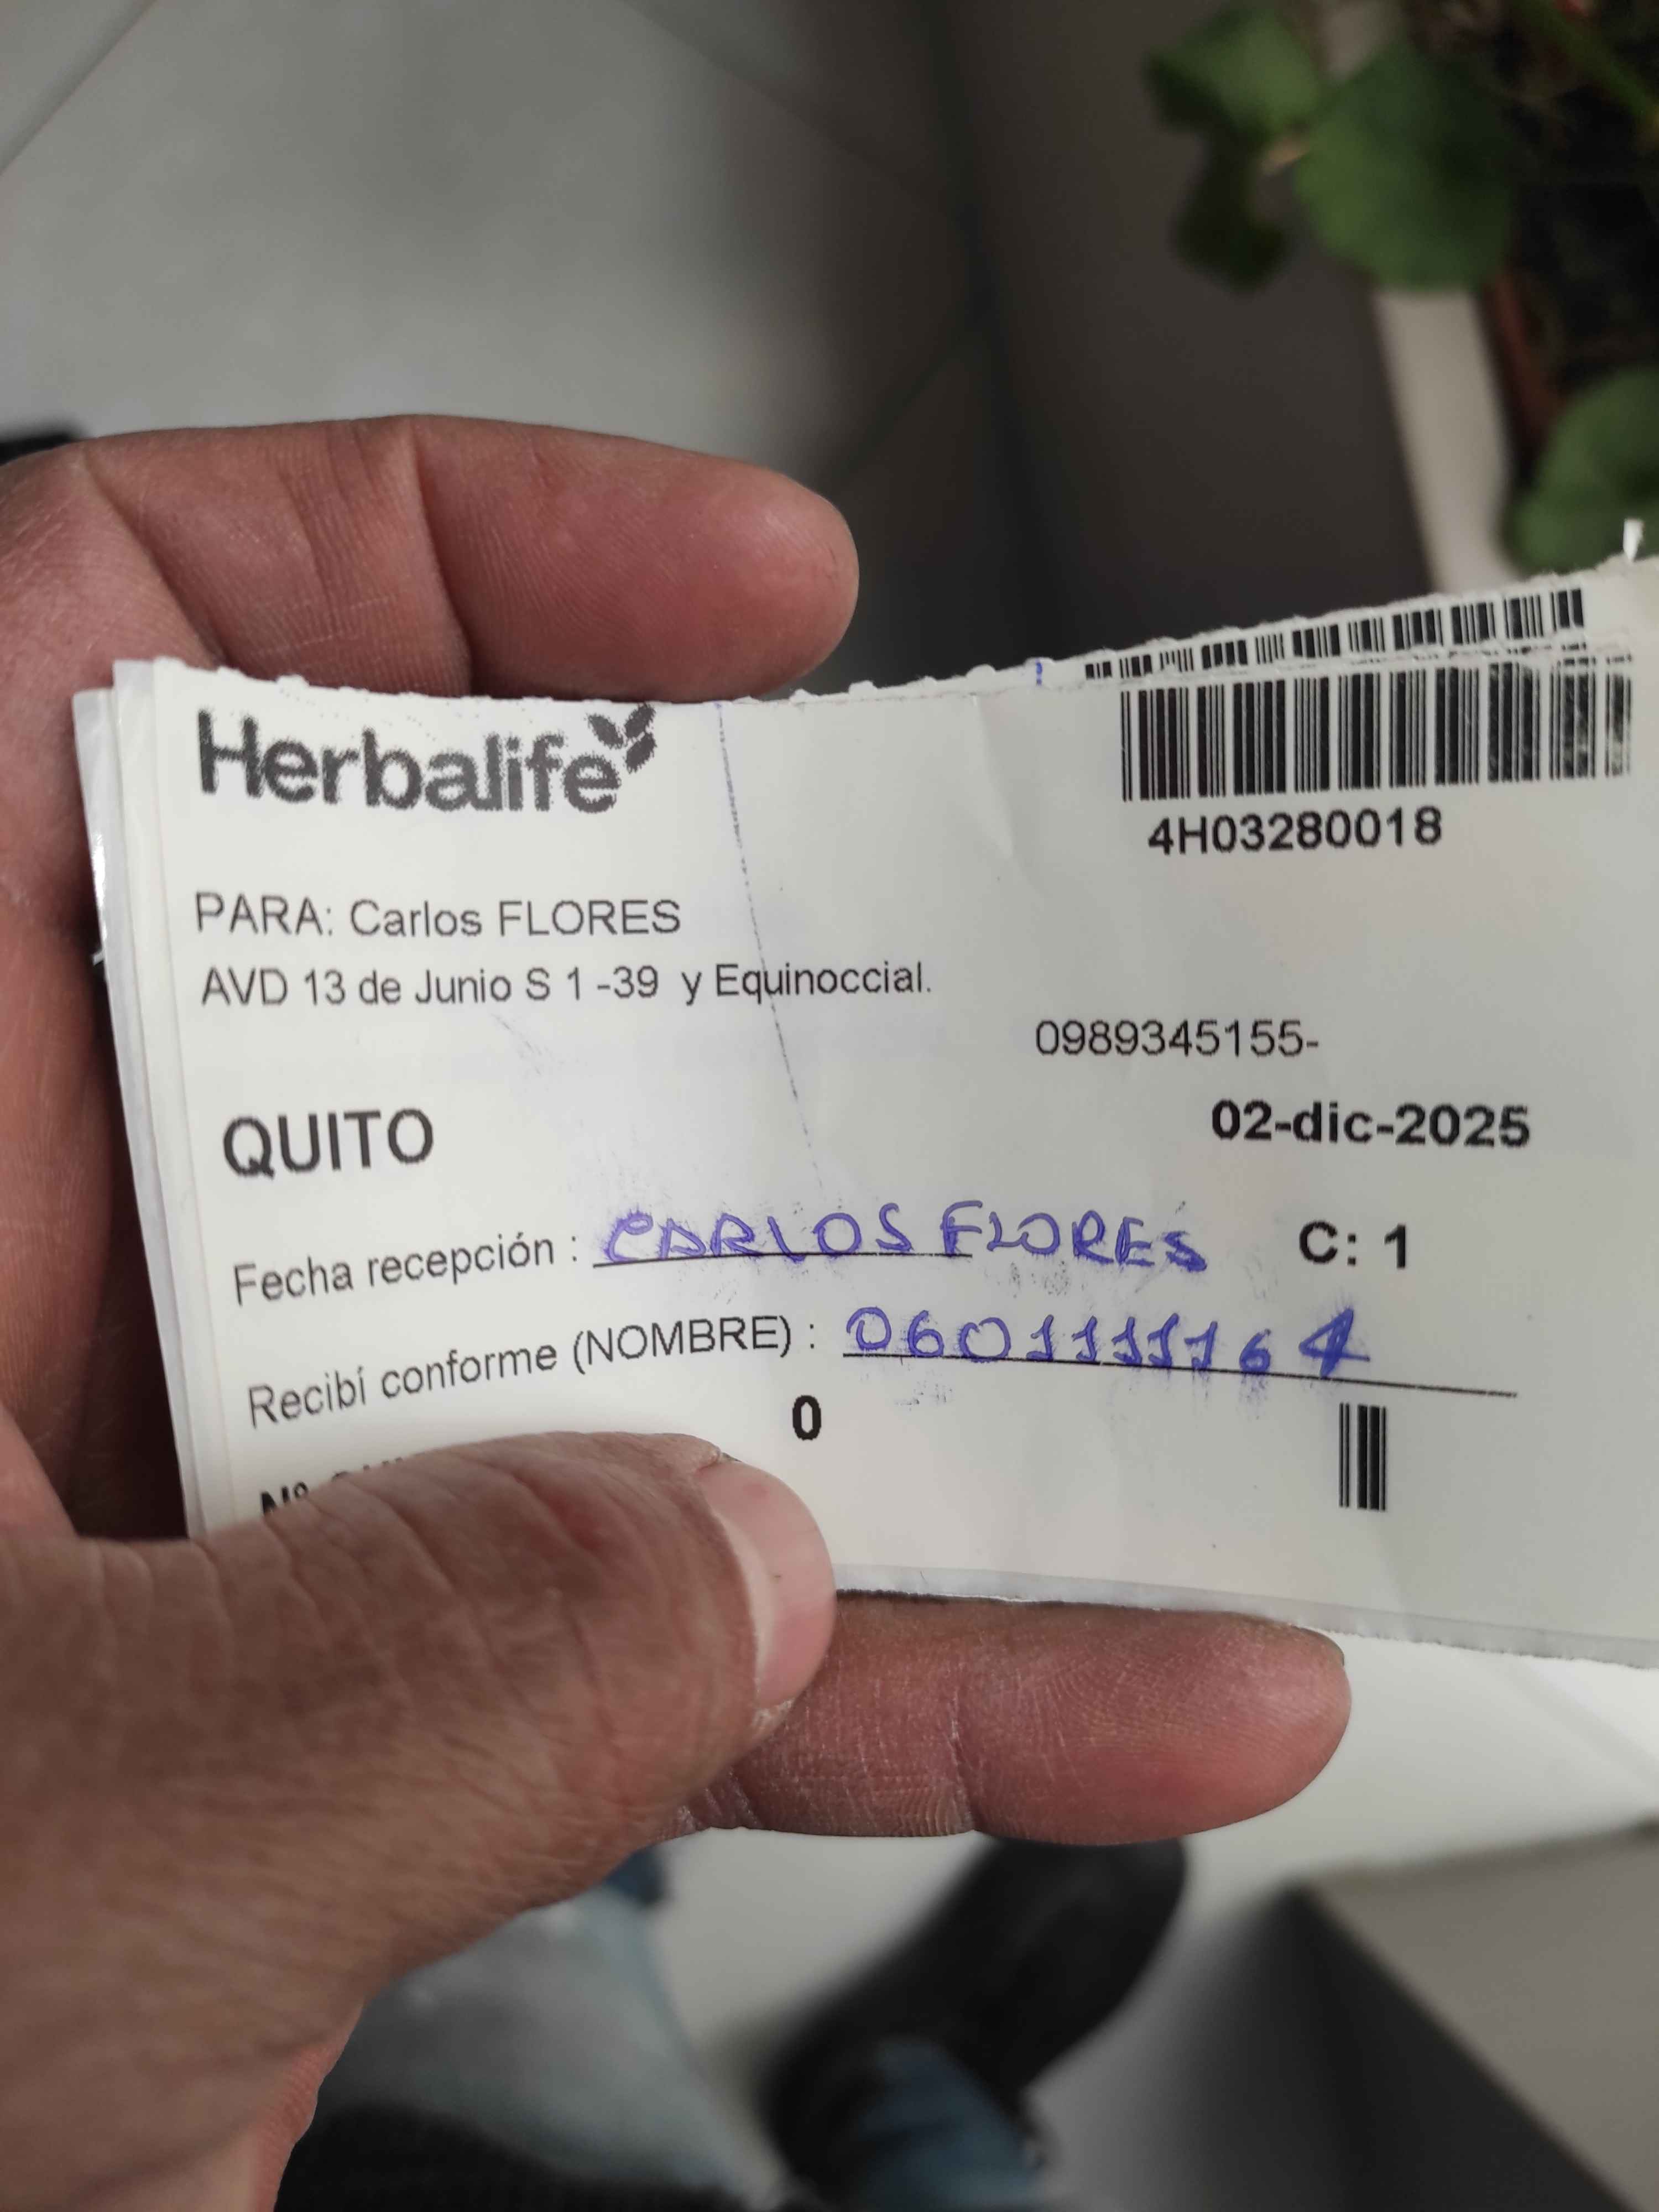 Herbalife
4H03280018
PARA: Carlos FLORES
AVD 13 de Junio S 1 -39 y Equinoccial.
0989345155-
QUITO
02-dic-2025
Fecha recepción : CARLOS FLORES C: 1
Recibí conforme (NOMBRE) : 0601111164
0
Nº